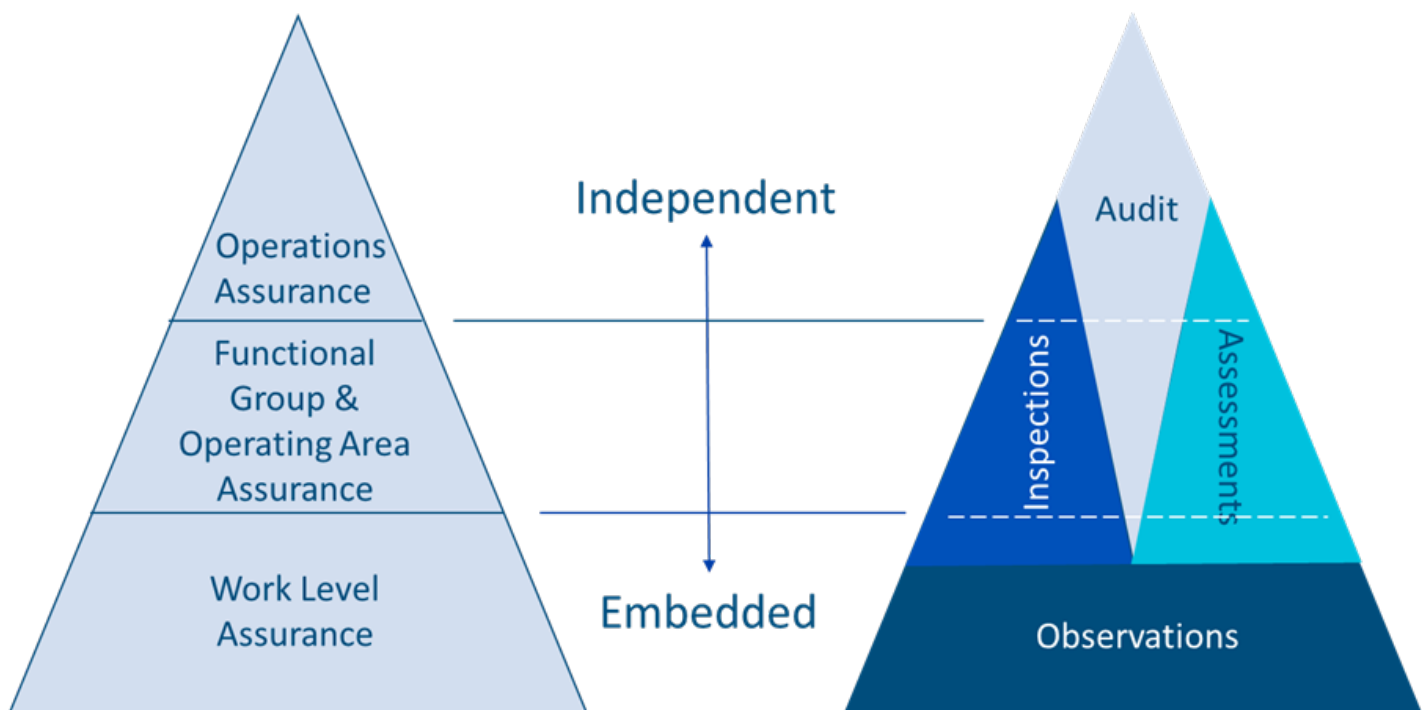 Operations
Assurance
Functional
Group &
Operating Area
Assurance
Work Level
Assurance
Independent
Embedded
Audit
Inspections
Assessments
Observations